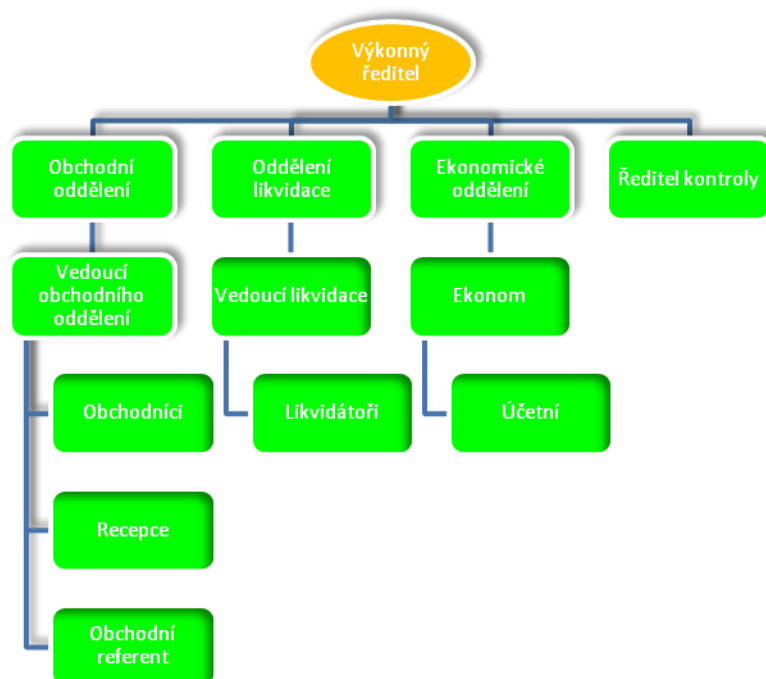 Výkonný
ředitel
Obchodní
oddělení
Oddělení
likvidace
Ekonomické
oddělení
Ředitel kontroly
Vedoucí
obchodního
oddělení
Vedoucí likvidace
Ekonom
Obchodníci
Likvidátoři
Účetní
Recepce
Obchodní
referent